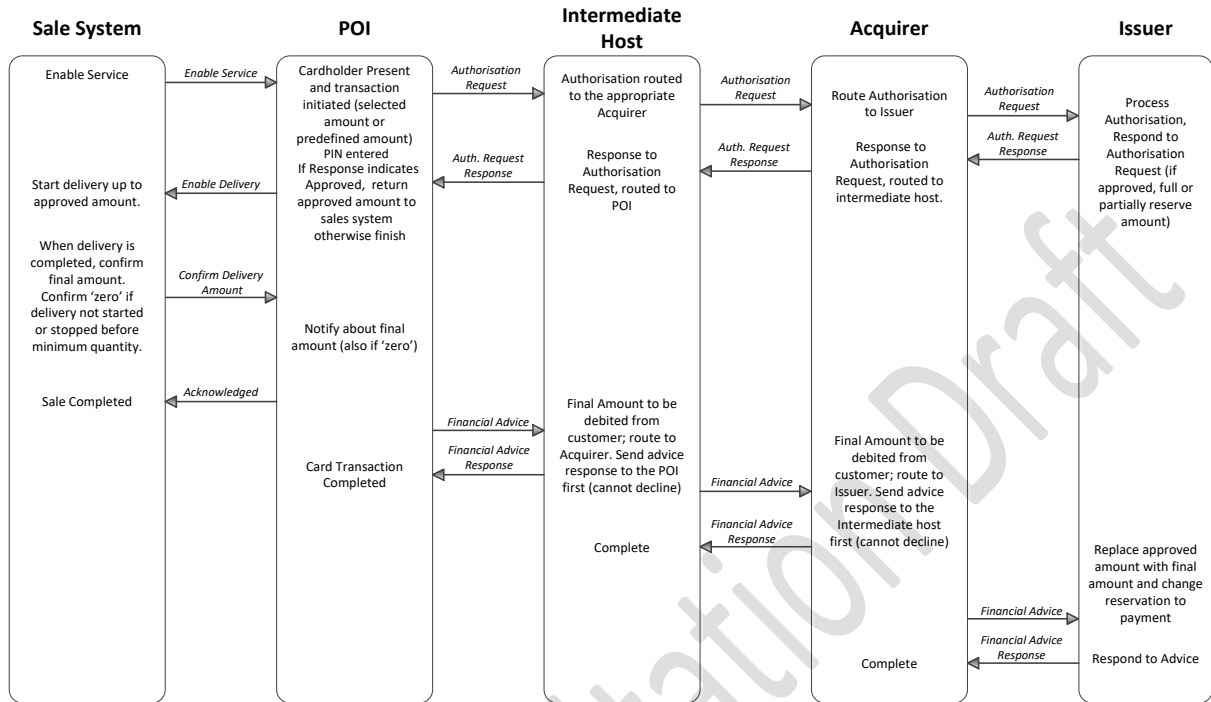 Sale System
POI
Intermediate
Host
Acquirer
Issuer
Enable Service
Enable Service
Cardholder Present
and transaction
initiated (selected
amount or
predefined amount)
PIN entered
If Response indicates
Approved, return
approved amount to
sales system
otherwise finish
Authorisation
Request
Authorisation routed
to the appropriate
Acquirer
Authorisation
Request
Route Authorisation
to Issuer
Authorisation
Request
Process
Authorisation,
Respond to
Authorisation
Request (if
approved, full or
partially reserve
amount)
Auth. Request
Response
Response to
Authorisation
Request, routed to
intermediate host.
Auth. Request
Response
Response to
Authorisation
Request, routed to
POI
Auth. Request
Response
Enable Delivery
Start delivery up to
approved amount.
When delivery is
completed, confirm
final amount.
Confirm ‘zero’ if
delivery not started
or stopped before
minimum quantity.
Confirm Delivery
Amount
Notify about final
amount (also if ‘zero’)
Acknowledged
Sale Completed
Financial Advice
Final Amount to be
debited from
customer; route to
Acquirer. Send advice
response to the POI
first (cannot decline)
Financial Advice
Response
Card Transaction
Completed
Financial Advice
Final Amount to be
debited from
customer; route to
Issuer. Send advice
response to the
Intermediate host
first (cannot decline)
Financial Advice
Response
Complete
Financial Advice
Replace approved
amount with final
amount and change
reservation to
payment
Financial Advice
Response
Respond to Advice
Complete
tation Draft